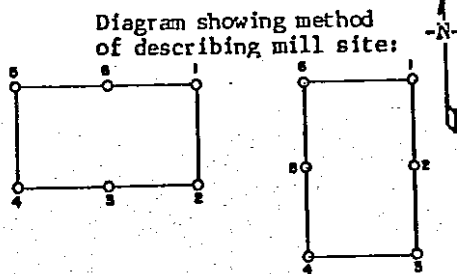 Diagram showing method
of describing mill site:
-N-
5 6 1
4 3 2
6 1
5 2
4 3